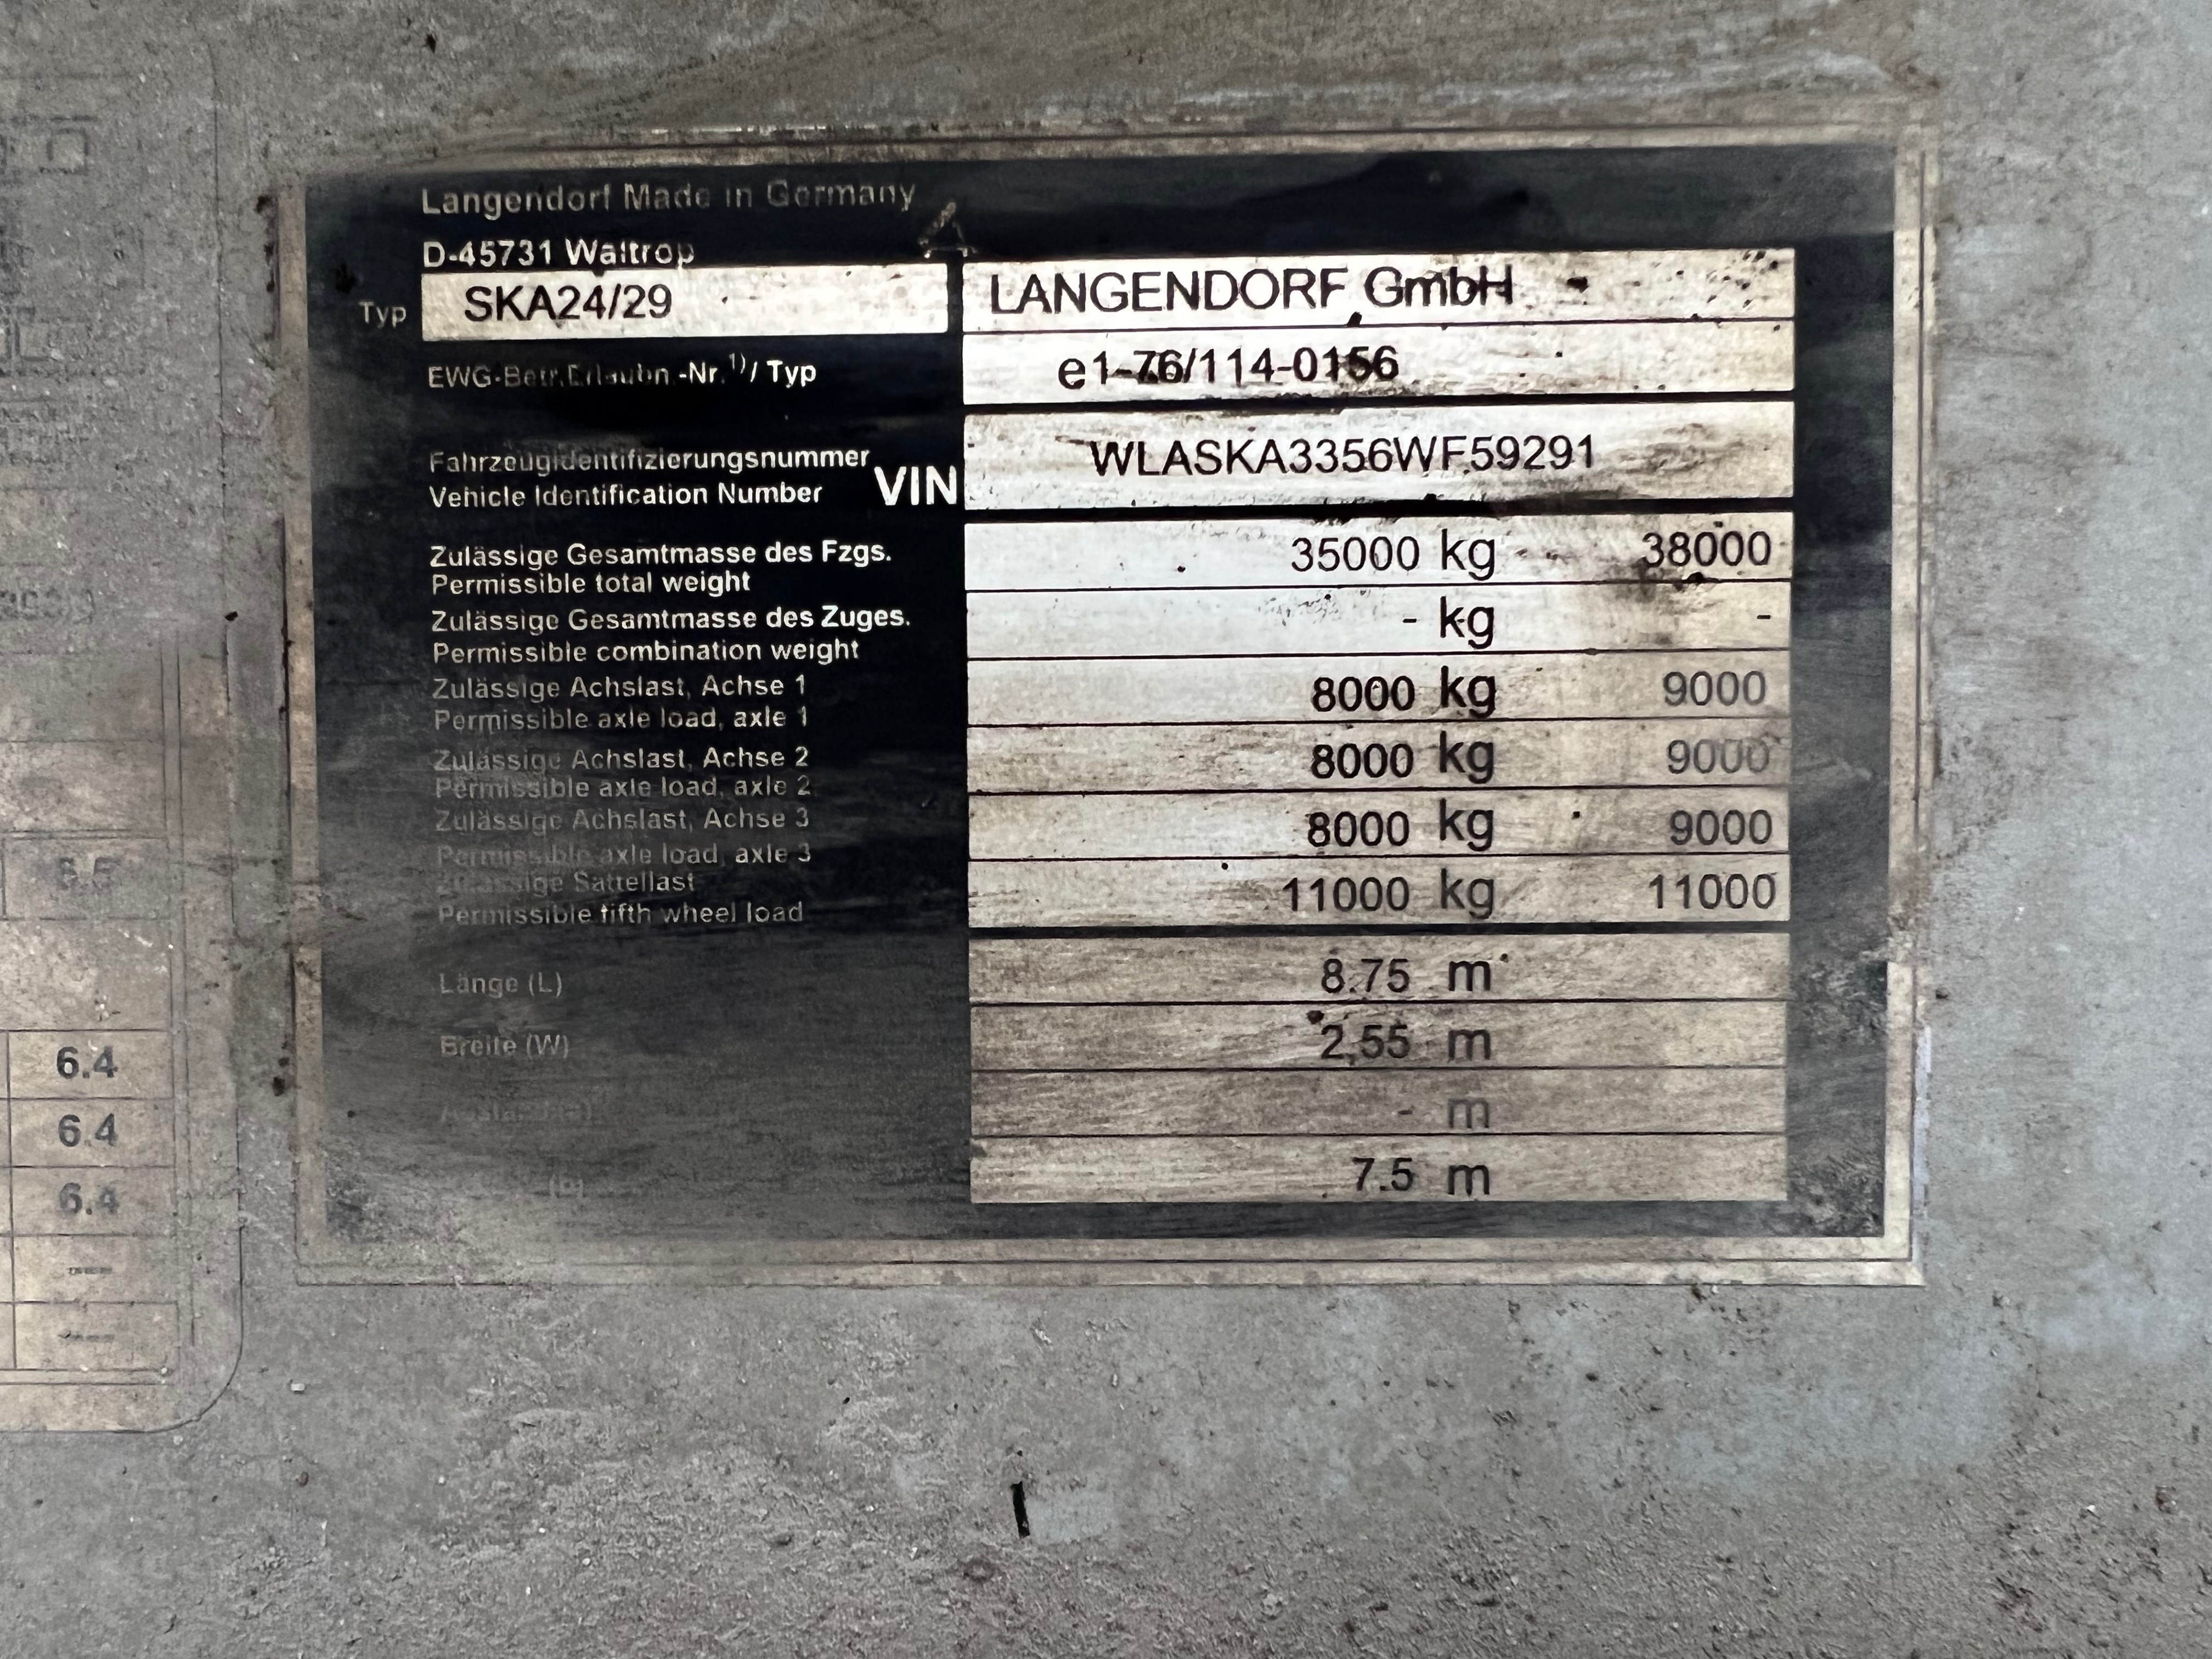 Langendorf Made in Germany
D-45731 Waltrop
Typ SKA24/29 LANGENDORF GmbH
EWG-Betr.Erlaubn.-Nr.1)/ Typ e1-76/114-0156
Fahrzeugidentifizierungsnummer
Vehicle Identification Number VIN WLASKA3356WF59291
Zulässige Gesamtmasse des Fzgs. 35000 kg 38000
Permissible total weight
Zulässige Gesamtmasse des Zuges. - kg -
Permissible combination weight
Zulässige Achslast, Achse 1 8000 kg 9000
Permissible axle load, axle 1
Zulässige Achslast, Achse 2 8000 kg 9000
Permissible axle load, axle 2
Zulässige Achslast, Achse 3 8000 kg 9000
Permissible axle load, axle 3
Zulässige Sattellast 11000 kg 11000
Permissible fifth wheel load
Länge (L) 8.75 m
Breite (W) 2,55 m
- m
7.5 m
6.4
6.4
6.4
---
---